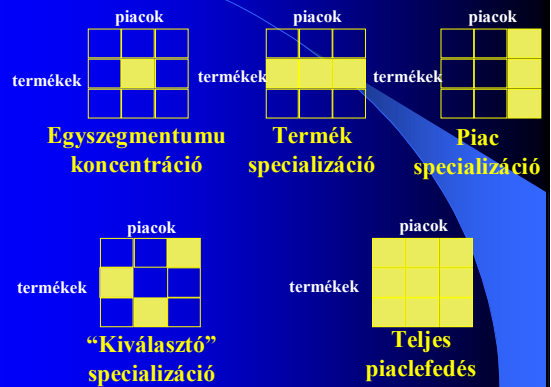 piacok
termékek
Egyszegmentumu
koncentráció
piacok
termékek
Termék
specializáció
piacok
termékek
Piac
specializáció
piacok
termékek
“Kiválasztó”
specializáció
piacok
termékek
Teljes
piaclefedés